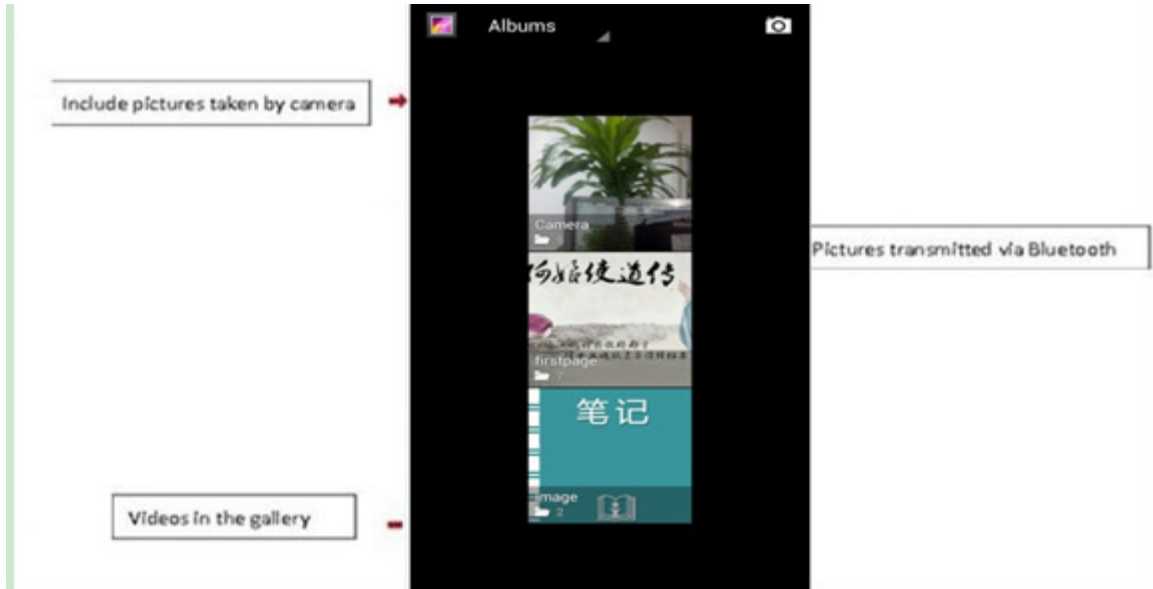 Albums
Include pictures taken by camera
Camera
Pictures transmitted via Bluetooth
firstpage
7
笔记
image
2
Videos in the gallery